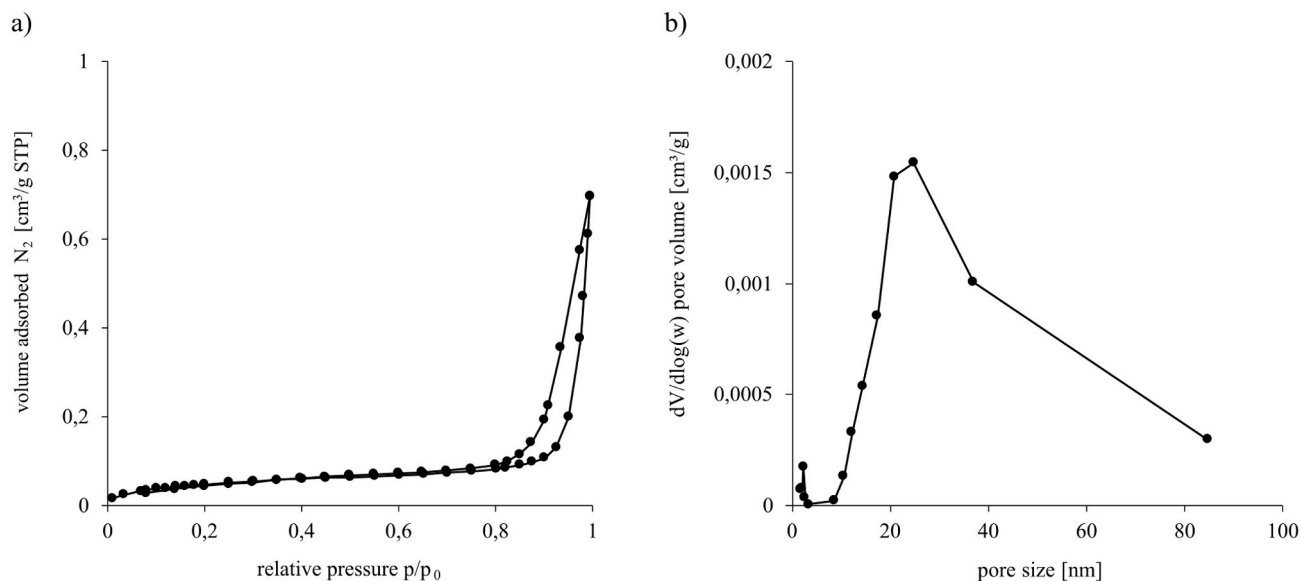 a)
volume adsorbed N₂ [cm³/g STP]
1
0,8
0,6
0,4
0,2
0
0 0,2 0,4 0,6 0,8 1
relative pressure p/p₀
b)
dV/dlog(w) pore volume [cm³/g]
0,002
0,0015
0,001
0,0005
0
0 20 40 60 80 100
pore size [nm]